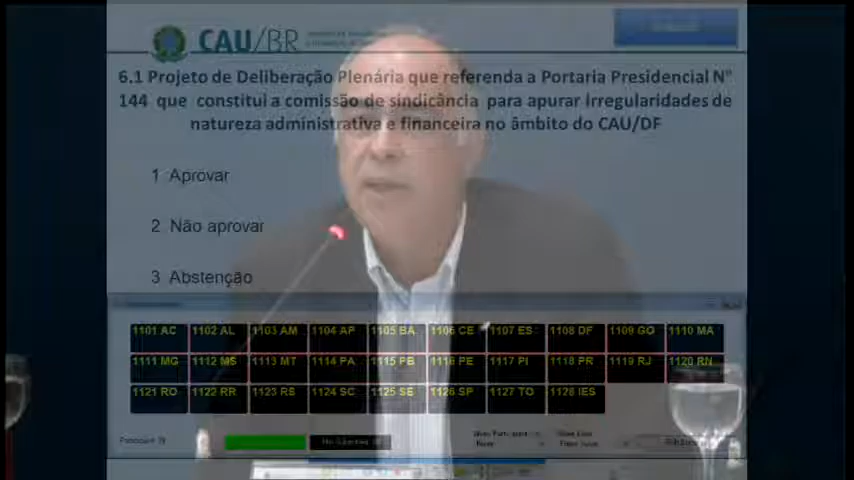 CAU/BR
6.1 Projeto de Deliberação Plenária que referenda a Portaria Presidencial Nº
144 que constitui a comissão de sindicância para apurar Irregularidades de
natureza administrativa e financeira no âmbito do CAU/DF
1 Aprovar
2 Não aprovar
3 Abstenção
1101 AC 1102 AL 1103 AM 1104 AP 1105 BA 1106 CE 1107 ES 1108 DF 1109 GO 1110 MA
1111 MG 1112 MS 1113 MT 1114 PA 1115 PB 1116 PE 1117 PI 1118 PR 1119 RJ 1120 RN
1121 RO 1122 RR 1123 RS 1124 SC 1125 SE 1126 SP 1127 TO 1128 IES